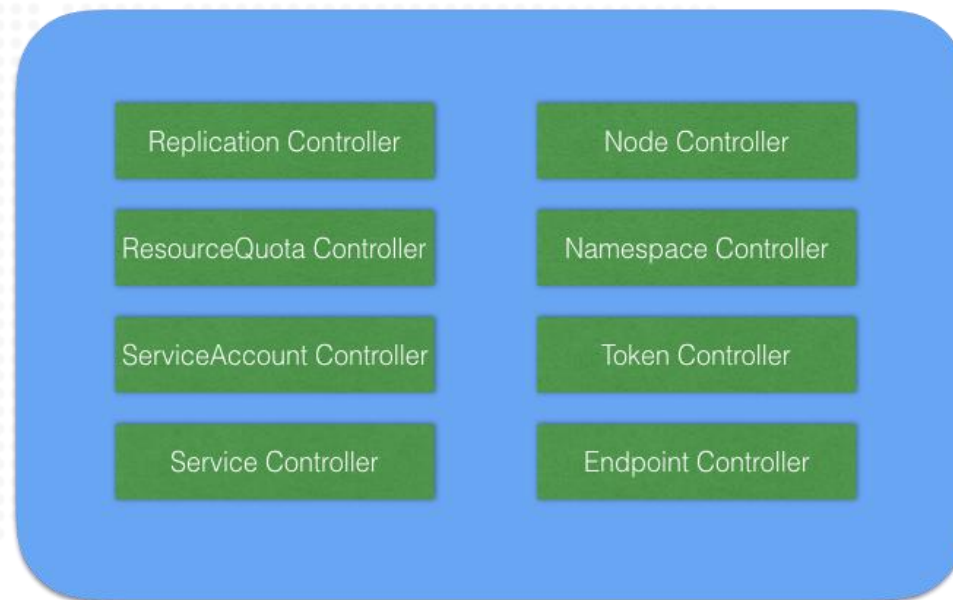 Replication Controller
Node Controller
ResourceQuota Controller
Namespace Controller
ServiceAccount Controller
Token Controller
Service Controller
Endpoint Controller